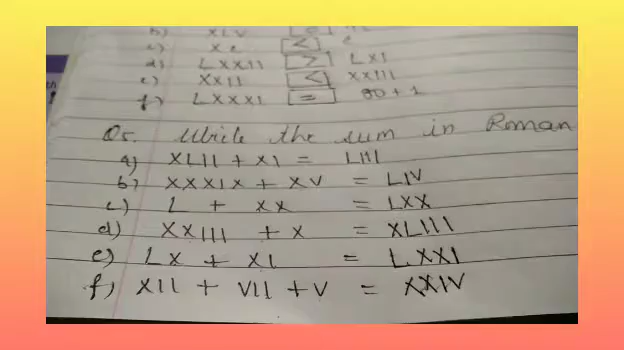 b) XLV
c) XC < C
d) LXXII > LXI
e) XXII < XXIII
f) LXXXI = 80+1
Q5. Write the sum in Roman
a) XLII + XI = LIII
b) XXXIX + XV = LIV
c) L + XX = LXX
d) XXIII + X = XLIII
e) LX + XI = LXXI
f) XII + VII + V = XXIV